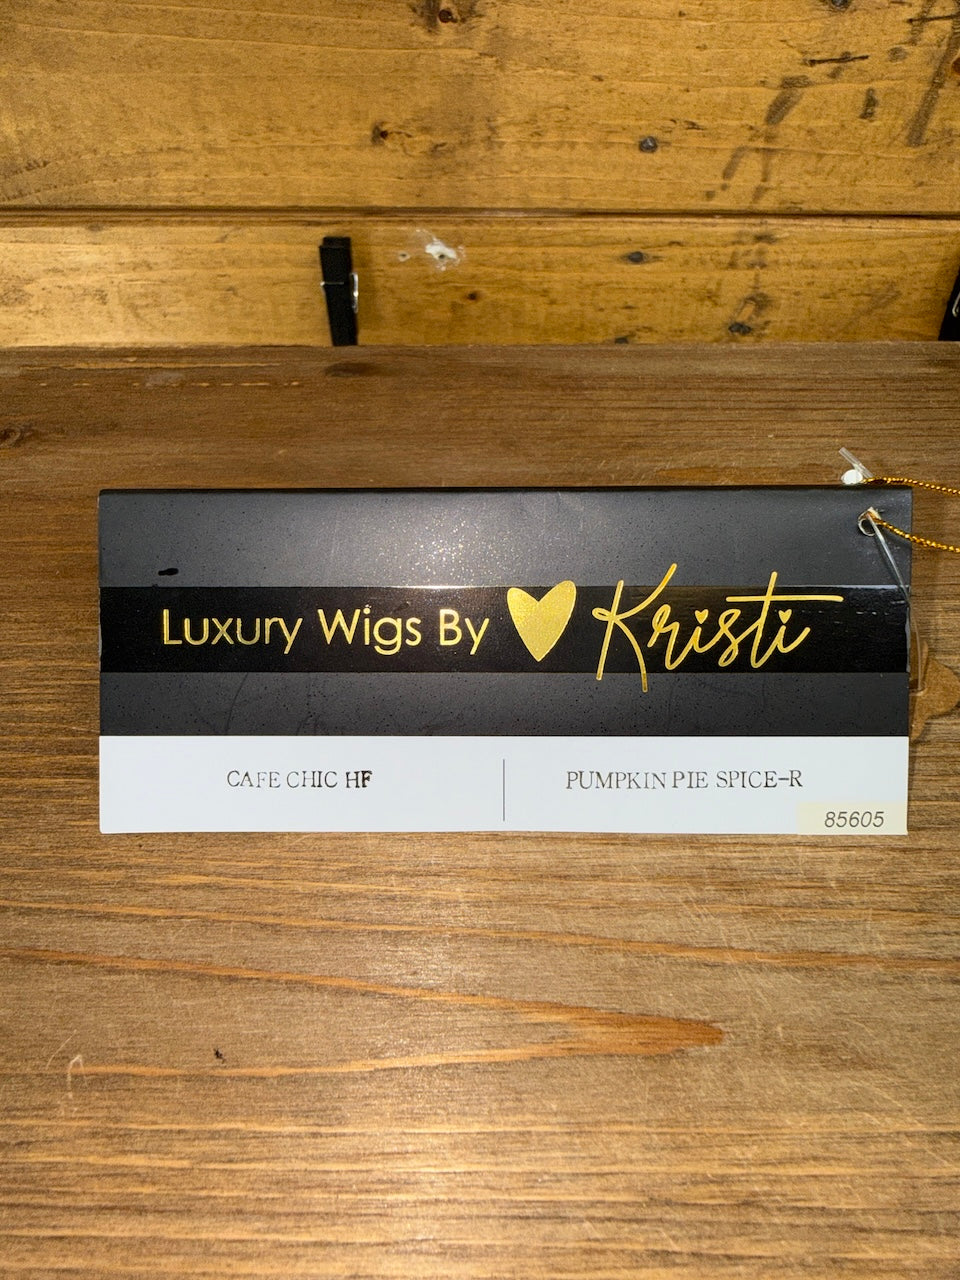 Luxury Wigs By Kristi
CAFE CHIC HF
PUMPKIN PIE SPICE-R
85605